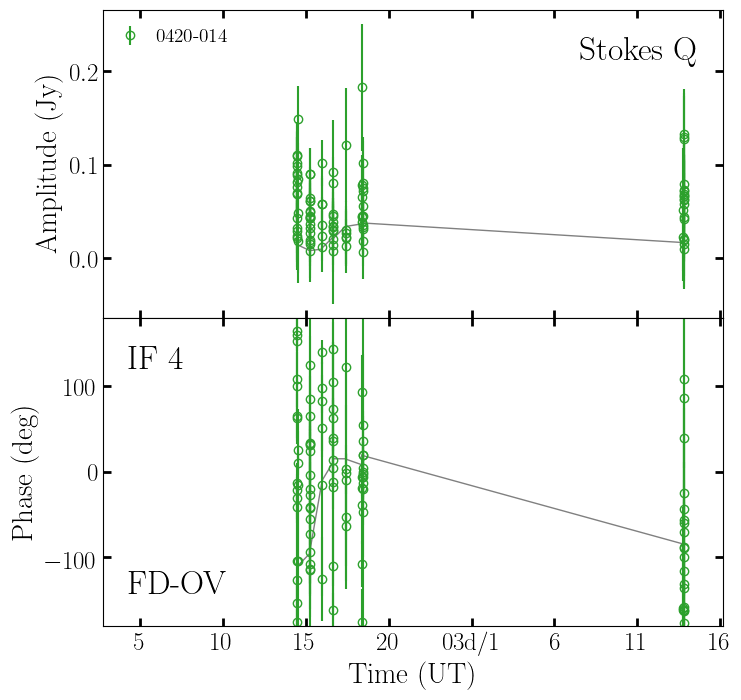 0420-014
Stokes Q
Amplitude (Jy)
0.2
0.1
0.0
IF 4
Phase (deg)
100
0
−100
FD-OV
5 10 15 20 03d/1 6 11 16
Time (UT)